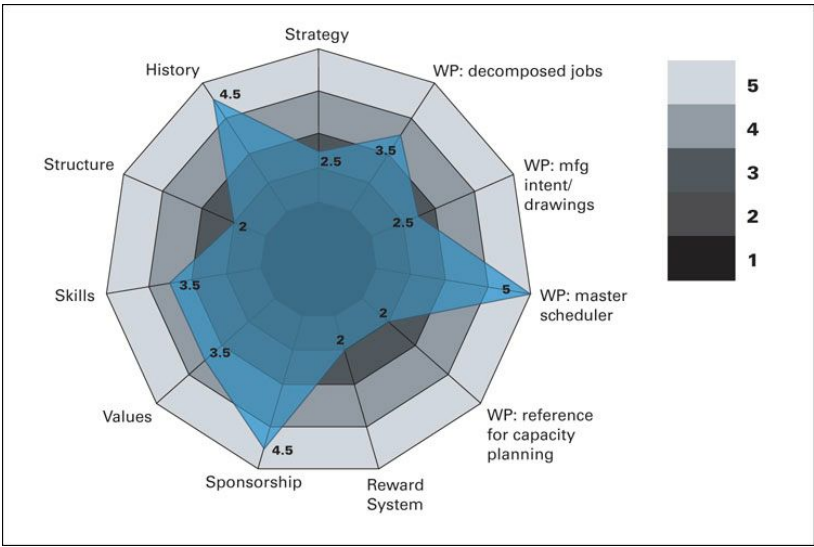 Strategy
History
WP: decomposed jobs
4.5
5
Structure
3.5
2.5
WP: mfg
intent/
drawings
4
3
2
2.5
2
1
Skills
3.5
5
WP: master
scheduler
2
2
3.5
Values
WP: reference
for capacity
planning
4.5
Sponsorship
Reward
System